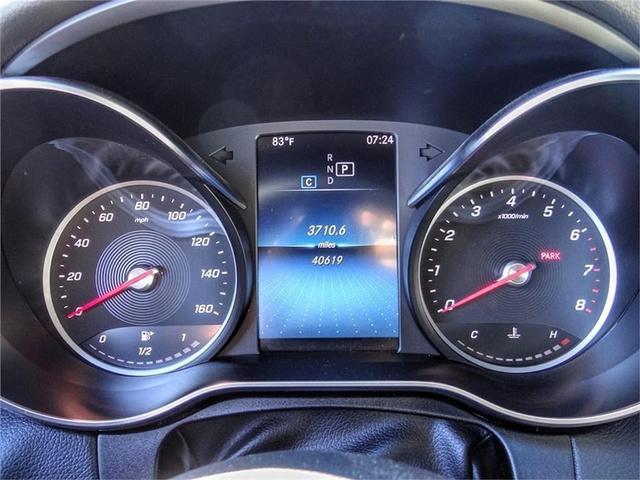 83°F 07:24
R
N P
C D
3710.6
miles
40619
0 20 40 60 80 100 120 140 160
mph
0 1/2 1
0 1 2 3 4 5 6 7 8
x1000/min
PARK
C H